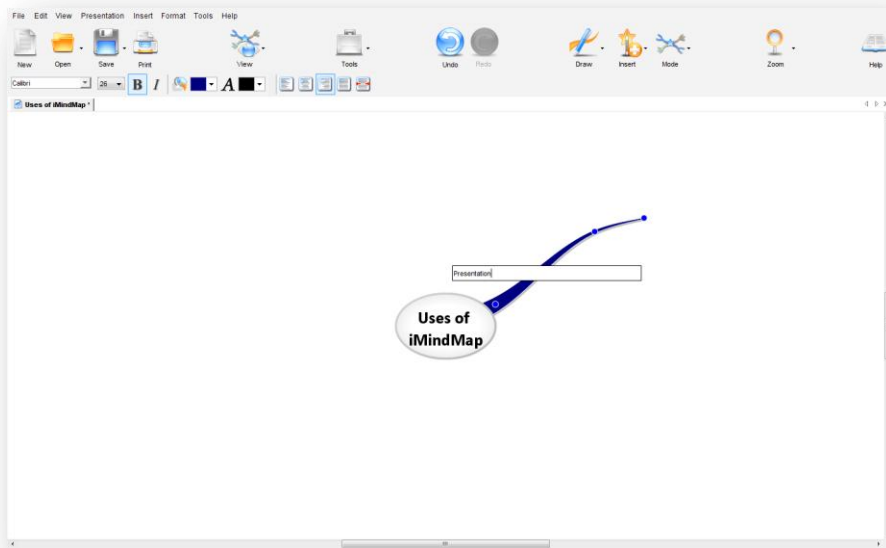 File Edit View Presentation Insert Format Tools Help
New Open Save Print View Tools Undo Redo Draw Insert Mode Zoom Help
Calibri 26 B I A
Uses of iMindMap *
Presentation
Uses of
iMindMap